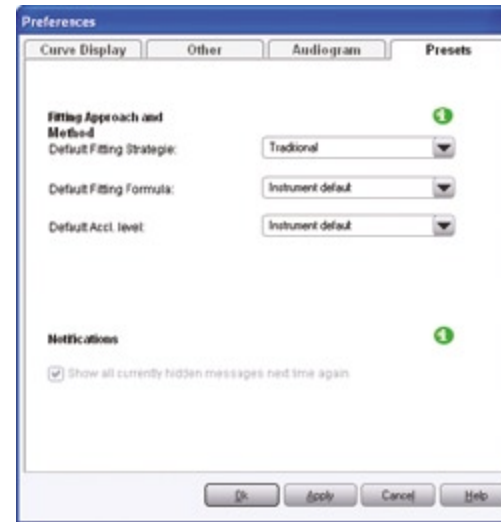 Preferences
Curve Display Other Audiogram Presets
Fitting Approach and
Method
Default Fitting Strategie: Traditional
Default Fitting Formula: Instrument default
Default Accl. level: Instrument default
Notifications
Show all currently hidden messages next time again
Ok Apply Cancel Help